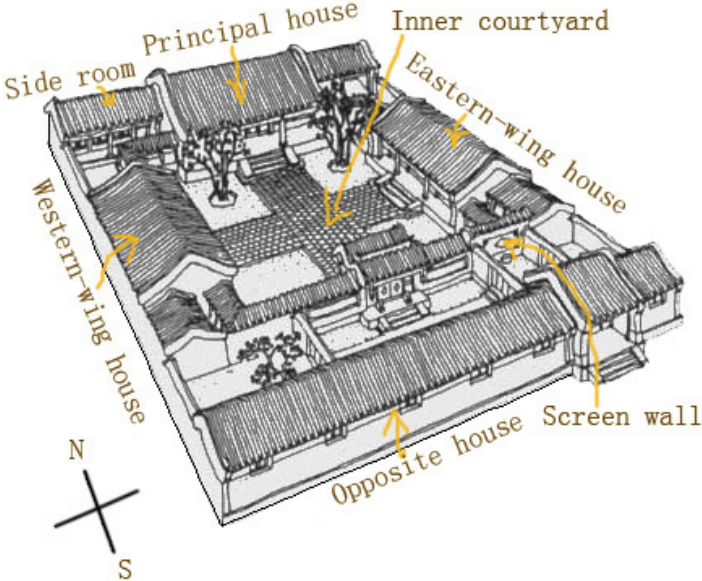 Principal house
Inner courtyard
Side room
Eastern-wing house
Western-wing house
Screen wall
Opposite house
N
S